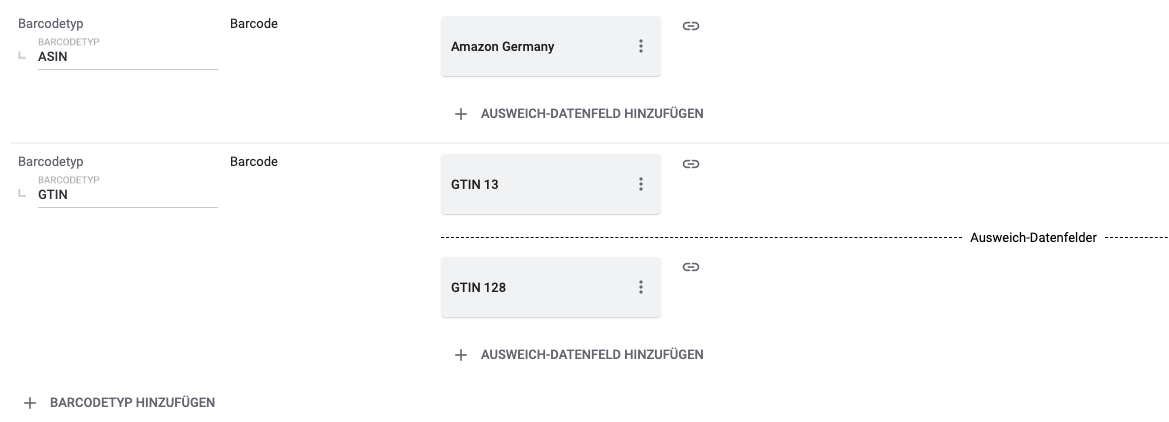 Barcodetyp
Barcode
BARCODETYP
ASIN
Amazon Germany
AUSWEICH-DATENFELD HINZUFÜGEN
Barcodetyp
Barcode
BARCODETYP
GTIN
GTIN 13
Ausweich-Datenfelder
GTIN 128
AUSWEICH-DATENFELD HINZUFÜGEN
BARCODETYP HINZUFÜGEN